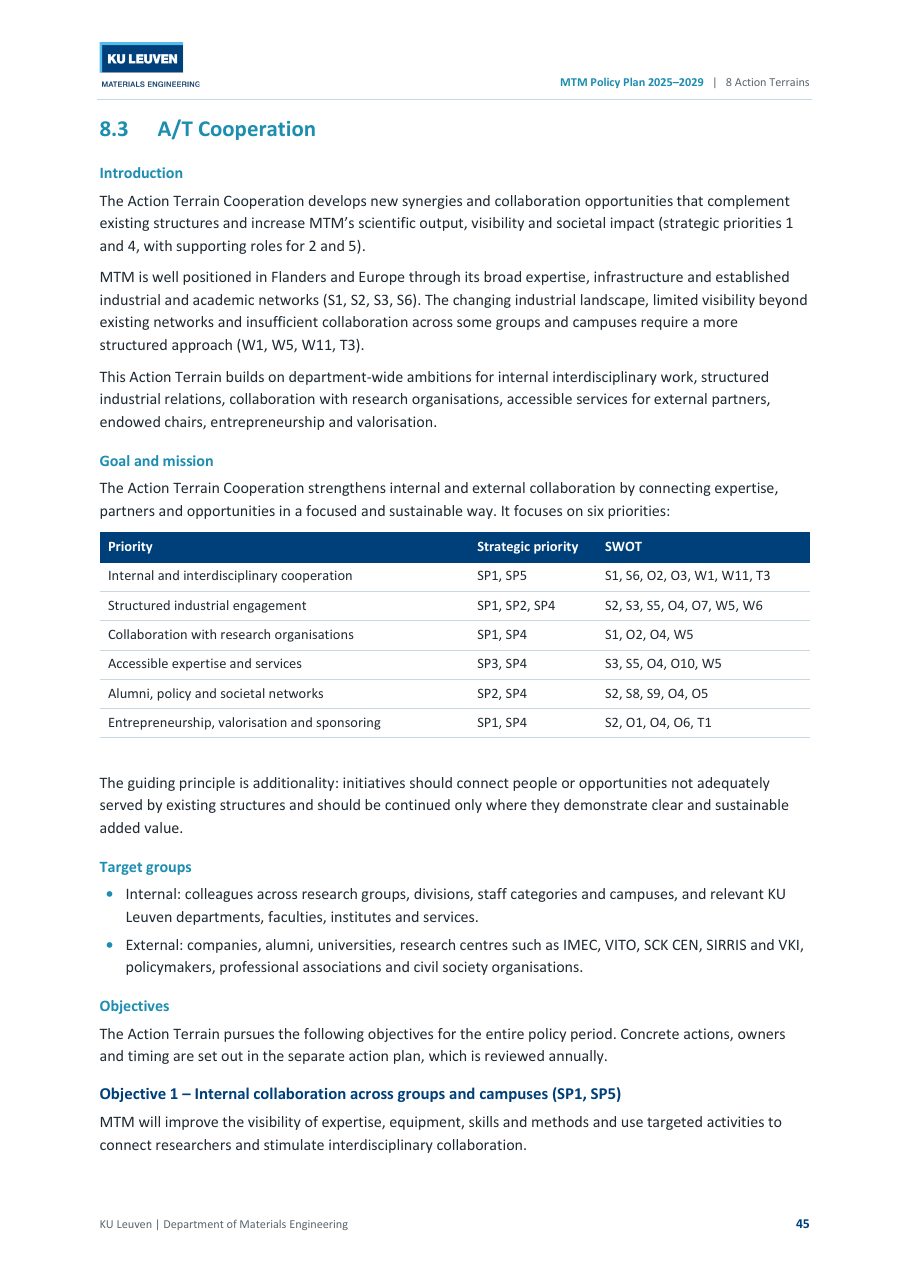 KU LEUVEN
MATERIALS ENGINEERING
MTM Policy Plan 2025–2029 | 8 Action Terrains
8.3 A/T Cooperation
Introduction
The Action Terrain Cooperation develops new synergies and collaboration opportunities that complement
existing structures and increase MTM’s scientific output, visibility and societal impact (strategic priorities 1
and 4, with supporting roles for 2 and 5).
MTM is well positioned in Flanders and Europe through its broad expertise, infrastructure and established
industrial and academic networks (S1, S2, S3, S6). The changing industrial landscape, limited visibility beyond
existing networks and insufficient collaboration across some groups and campuses require a more
structured approach (W1, W5, W11, T3).
This Action Terrain builds on department-wide ambitions for internal interdisciplinary work, structured
industrial relations, collaboration with research organisations, accessible services for external partners,
endowed chairs, entrepreneurship and valorisation.
Goal and mission
The Action Terrain Cooperation strengthens internal and external collaboration by connecting expertise,
partners and opportunities in a focused and sustainable way. It focuses on six priorities:
Priority Strategic priority SWOT
Internal and interdisciplinary cooperation SP1, SP5 S1, S6, O2, O3, W1, W11, T3
Structured industrial engagement SP1, SP2, SP4 S2, S3, S5, O4, O7, W5, W6
Collaboration with research organisations SP1, SP4 S1, O2, O4, W5
Accessible expertise and services SP3, SP4 S3, S5, O4, O10, W5
Alumni, policy and societal networks SP2, SP4 S2, S8, S9, O4, O5
Entrepreneurship, valorisation and sponsoring SP1, SP4 S2, O1, O4, O6, T1
The guiding principle is additionality: initiatives should connect people or opportunities not adequately
served by existing structures and should be continued only where they demonstrate clear and sustainable
added value.
Target groups
• Internal: colleagues across research groups, divisions, staff categories and campuses, and relevant KU
Leuven departments, faculties, institutes and services.
• External: companies, alumni, universities, research centres such as IMEC, VITO, SCK CEN, SIRRIS and VKI,
policymakers, professional associations and civil society organisations.
Objectives
The Action Terrain pursues the following objectives for the entire policy period. Concrete actions, owners
and timing are set out in the separate action plan, which is reviewed annually.
Objective 1 – Internal collaboration across groups and campuses (SP1, SP5)
MTM will improve the visibility of expertise, equipment, skills and methods and use targeted activities to
connect researchers and stimulate interdisciplinary collaboration.
KU Leuven | Department of Materials Engineering 45